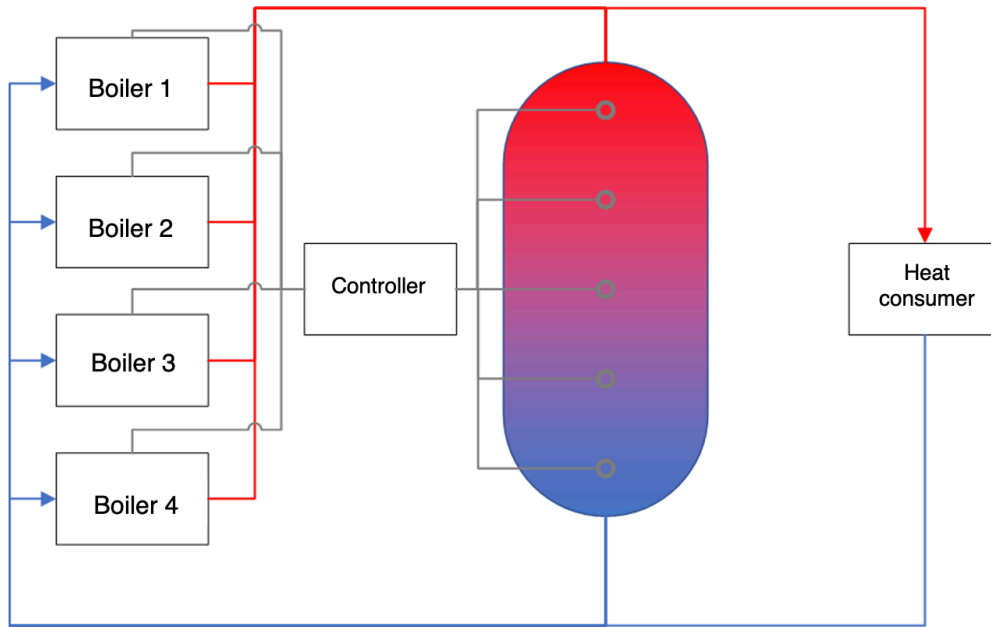 Boiler 1
Boiler 2
Boiler 3
Boiler 4
Controller
Heat
consumer